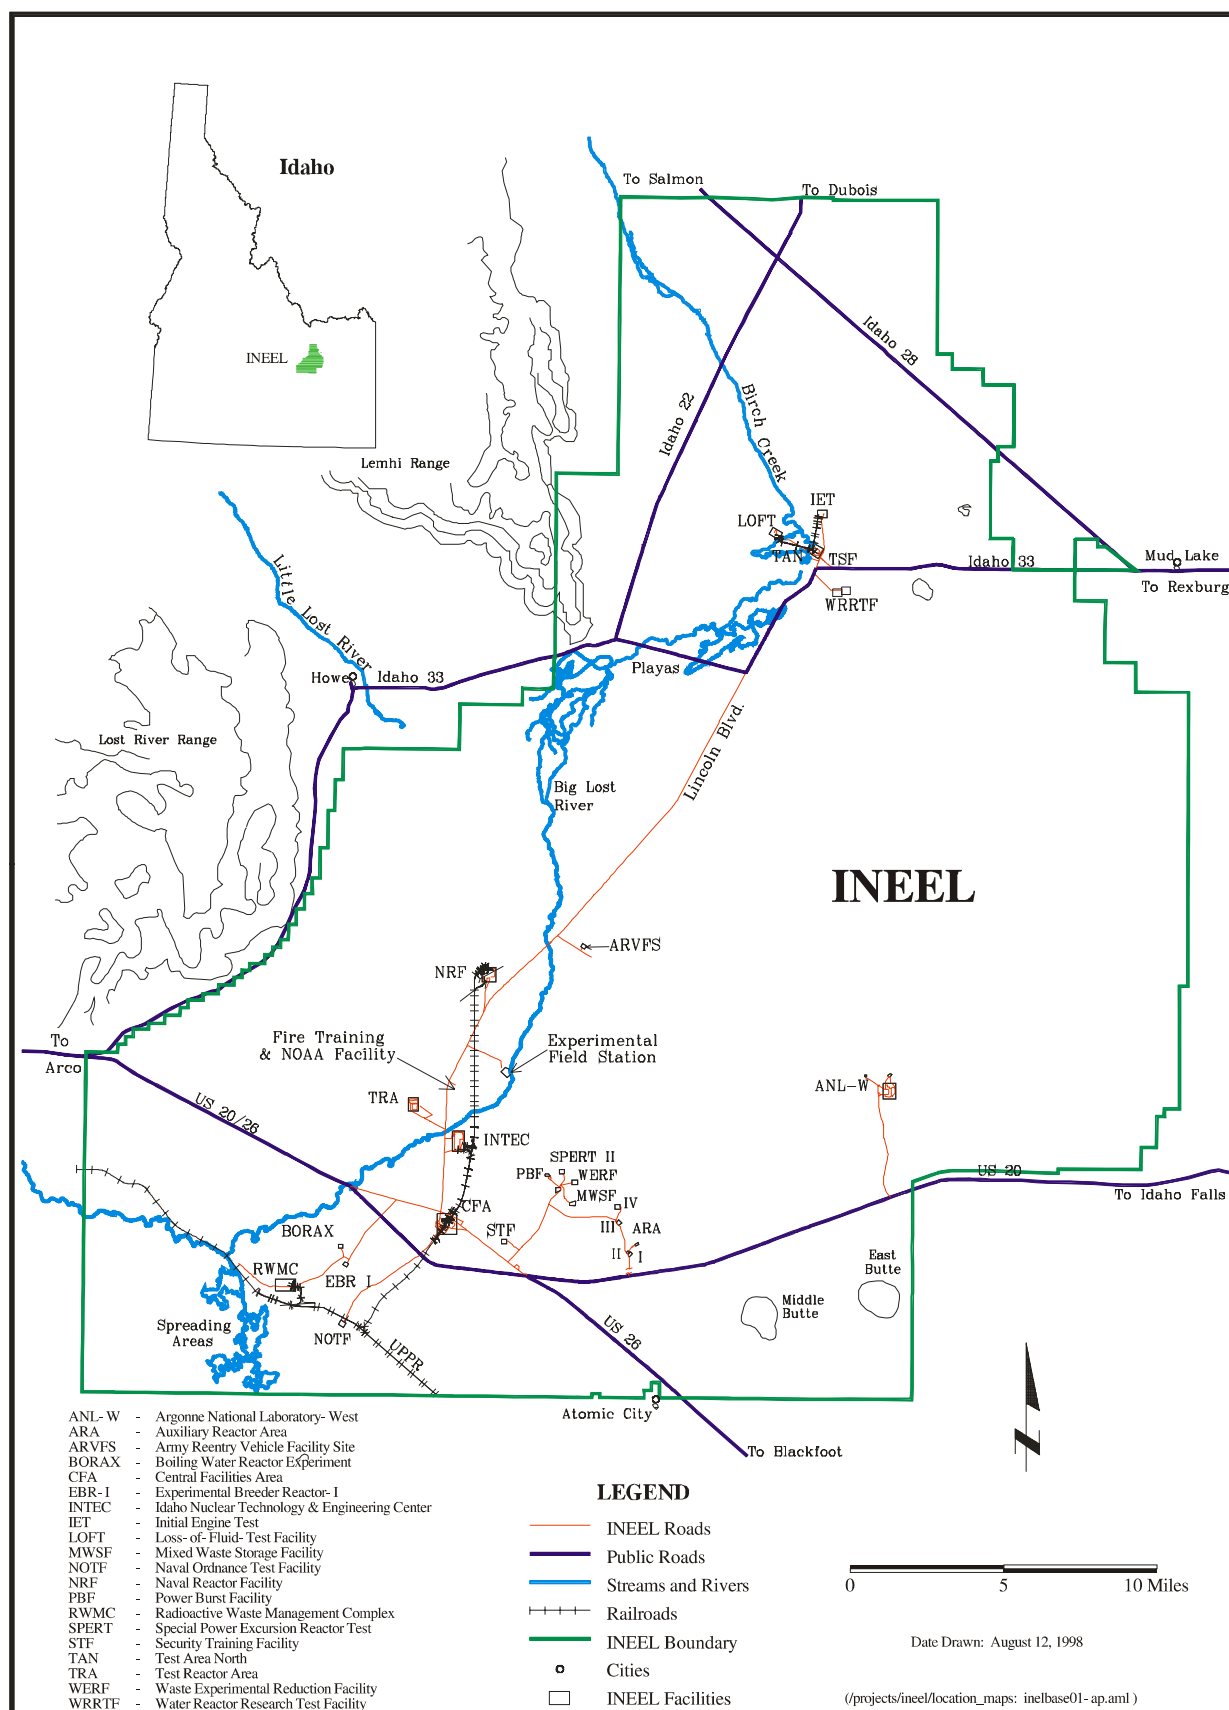 Idaho
INEEL
To Salmon
To Dubois
Idaho 28
Idaho 22
Birch Creek
Lemhi Range
IET
LOFT
TAN
TSF
Idaho 33
Mud Lake
To Rexburg
WRRTF
Little Lost River
Howe
Idaho 33
Playas
Lincoln Blvd.
Lost River Range
Big Lost
River
INEEL
ARVFS
NRF
To
Arco
Fire Training
& NOAA Facility
Experimental
Field Station
TRA
ANL-W
US 20/26
INTEC
SPERT II
PBF
WERF
MWSF
IV
III
ARA
II
I
US 20
To Idaho Falls
CFA
STF
BORAX
EBR I
RWMC
East
Butte
Middle
Butte
Spreading
Areas
NOTF
UPPR
US 26
Atomic City
To Blackfoot
N
ANL-W - Argonne National Laboratory-West
ARA - Auxiliary Reactor Area
ARVFS - Army Reentry Vehicle Facility Site
BORAX - Boiling Water Reactor Experiment
CFA - Central Facilities Area
EBR-I - Experimental Breeder Reactor-I
INTEC - Idaho Nuclear Technology & Engineering Center
IET - Initial Engine Test
LOFT - Loss-of-Fluid-Test Facility
MWSF - Mixed Waste Storage Facility
NOTF - Naval Ordnance Test Facility
NRF - Naval Reactor Facility
PBF - Power Burst Facility
RWMC - Radioactive Waste Management Complex
SPERT - Special Power Excursion Reactor Test
STF - Security Training Facility
TAN - Test Area North
TRA - Test Reactor Area
WERF - Waste Experimental Reduction Facility
WRRTF - Water Reactor Research Test Facility
LEGEND
INEEL Roads
Public Roads
Streams and Rivers
Railroads
INEEL Boundary
Cities
INEEL Facilities
0 5 10 Miles
Date Drawn: August 12, 1998
(/projects/ineel/location_maps: inelbase01-ap.aml )